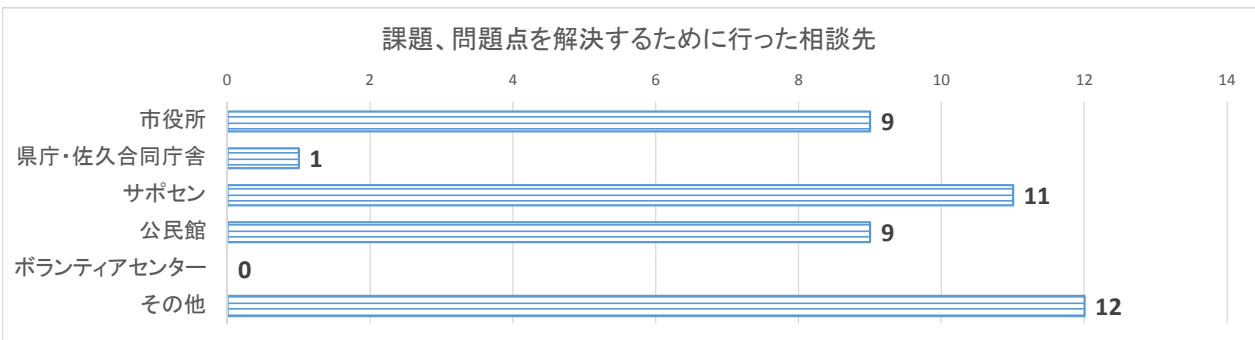 課題、問題点を解決するために行った相談先
0 2 4 6 8 10 12 14
市役所 9
県庁・佐久合同庁舎 1
サポセン 11
公民館 9
ボランティアセンター 0
その他 12